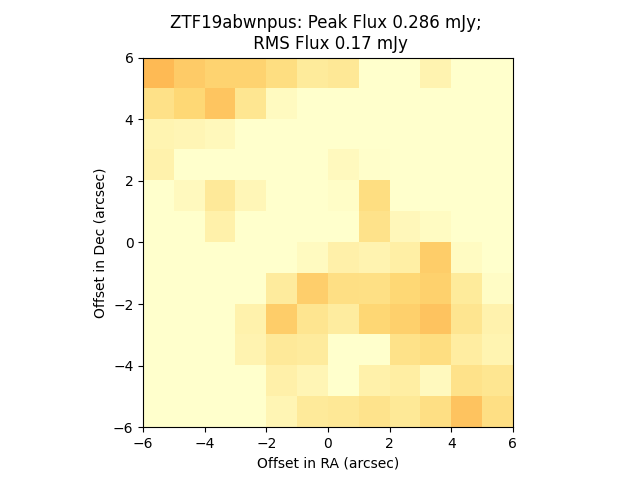 ZTF19abwnpus: Peak Flux 0.286 mJy;
RMS Flux 0.17 mJy
6
4
2
0
−2
−4
−6
Offset in Dec (arcsec)
−6 −4 −2 0 2 4 6
Offset in RA (arcsec)